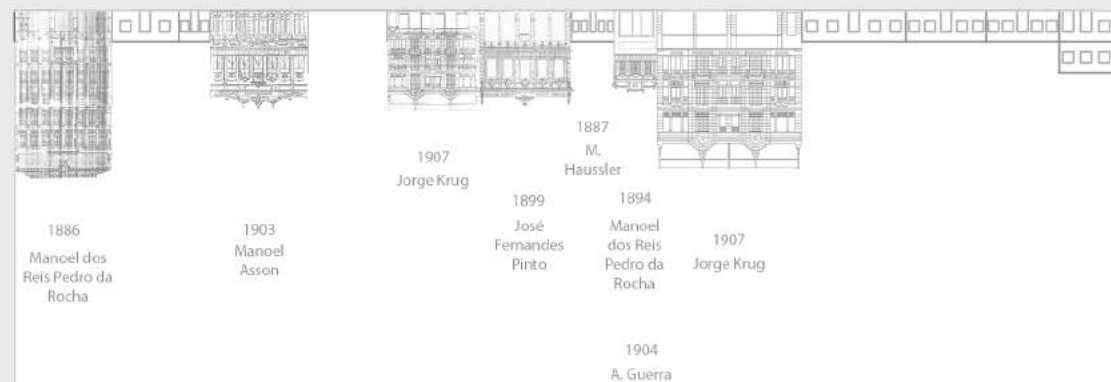 1886
Manoel dos
Reis Pedro da
Rocha
1903
Manoel
Asson
1907
Jorge Krug
1899
José
Fernandes
Pinto
1887
M.
Haussler
1894
Manoel
dos Reis
Pedro da
Rocha
1907
Jorge Krug
1904
A. Guerra